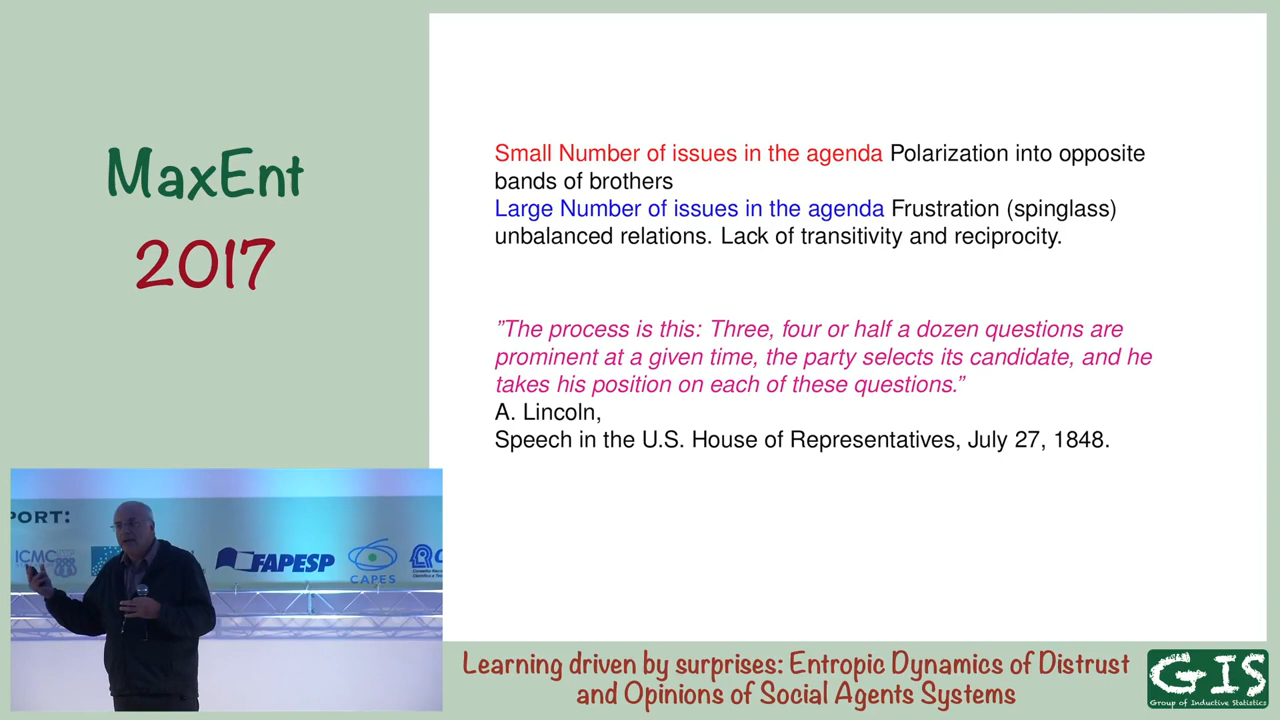 MaxEnt
2017
Small Number of issues in the agenda Polarization into opposite
bands of brothers
Large Number of issues in the agenda Frustration (spinglass)
unbalanced relations. Lack of transitivity and reciprocity.
"The process is this: Three, four or half a dozen questions are
prominent at a given time, the party selects its candidate, and he
takes his position on each of these questions."
A. Lincoln,
Speech in the U.S. House of Representatives, July 27, 1848.
PORT:
ICMC
FAPESP
CAPES
Learning driven by surprises: Entropic Dynamics of Distrust
and Opinions of Social Agents Systems
GIS
Group of Inductive Statistics